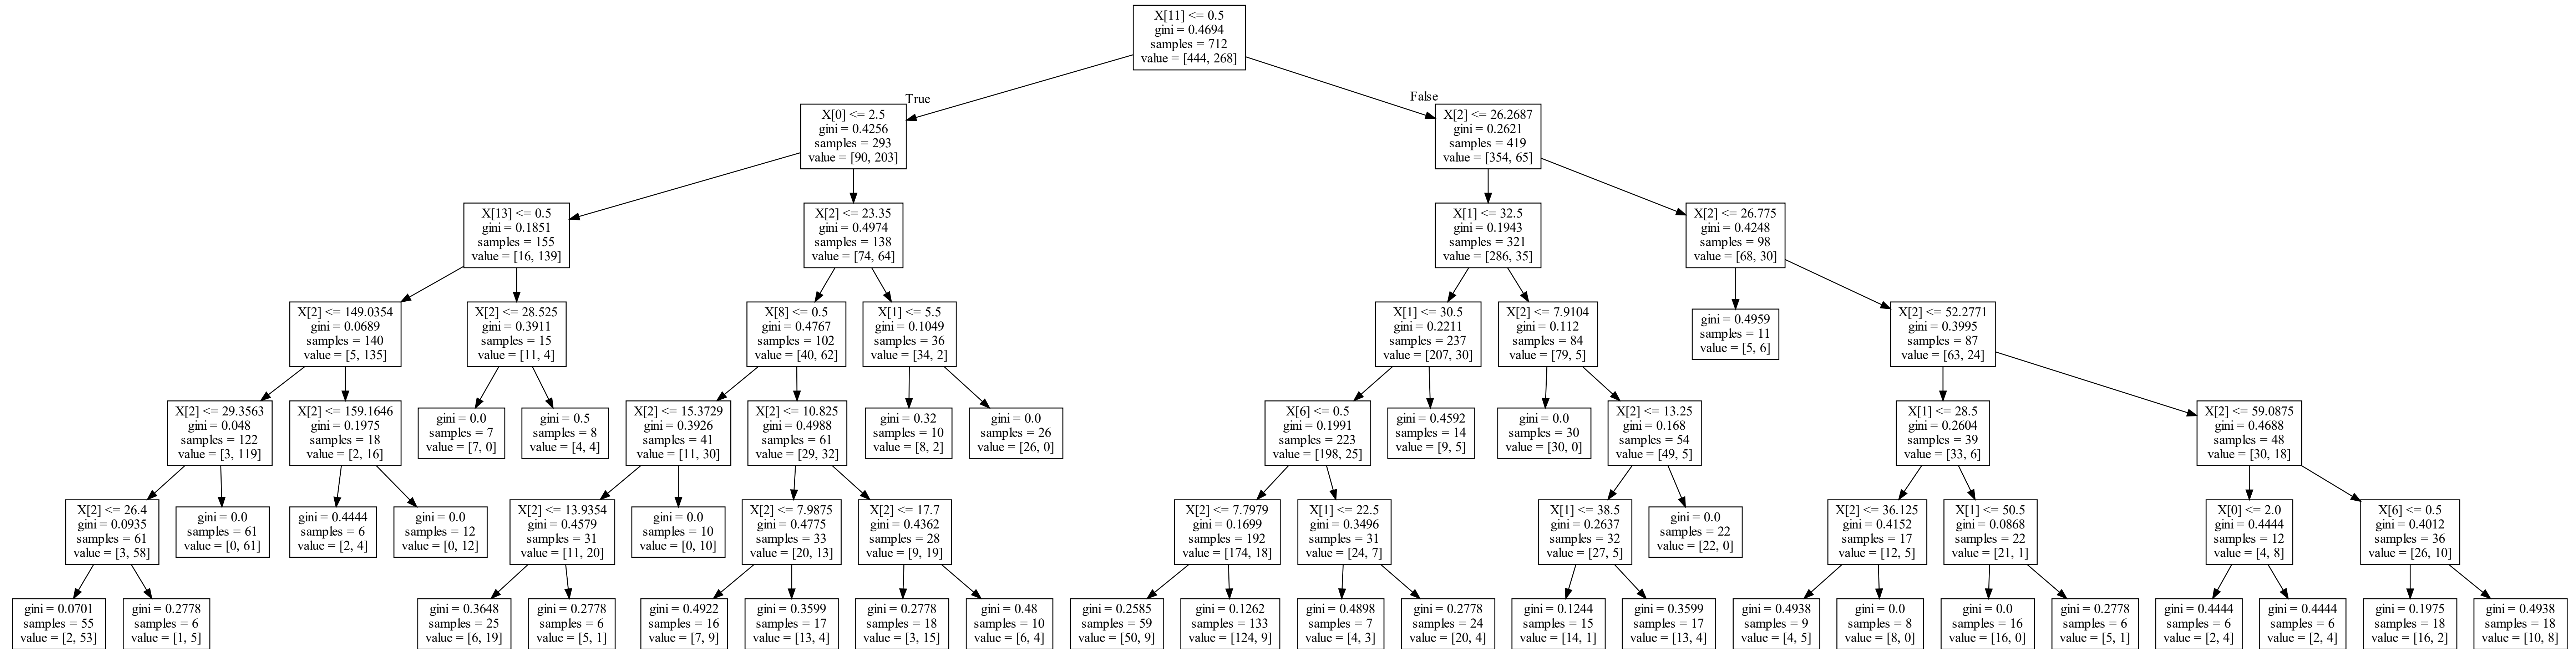 X[11] <= 0.5
gini = 0.4694
samples = 712
value = [444, 268]
True
False
X[0] <= 2.5
gini = 0.4256
samples = 293
value = [90, 203]
X[2] <= 26.2687
gini = 0.2621
samples = 419
value = [354, 65]
X[13] <= 0.5
gini = 0.1851
samples = 155
value = [16, 139]
X[2] <= 23.35
gini = 0.4974
samples = 138
value = [74, 64]
X[1] <= 32.5
gini = 0.1943
samples = 321
value = [286, 35]
X[2] <= 26.775
gini = 0.4248
samples = 98
value = [68, 30]
X[2] <= 149.0354
gini = 0.0689
samples = 140
value = [5, 135]
X[2] <= 28.525
gini = 0.3911
samples = 15
value = [11, 4]
X[8] <= 0.5
gini = 0.4767
samples = 102
value = [40, 62]
X[1] <= 5.5
gini = 0.1049
samples = 36
value = [34, 2]
X[1] <= 30.5
gini = 0.2211
samples = 237
value = [207, 30]
X[2] <= 7.9104
gini = 0.112
samples = 84
value = [79, 5]
gini = 0.4959
samples = 11
value = [5, 6]
X[2] <= 52.2771
gini = 0.3995
samples = 87
value = [63, 24]
X[2] <= 29.3563
gini = 0.048
samples = 122
value = [3, 119]
X[2] <= 159.1646
gini = 0.1975
samples = 18
value = [2, 16]
gini = 0.0
samples = 7
value = [7, 0]
gini = 0.5
samples = 8
value = [4, 4]
X[2] <= 15.3729
gini = 0.3926
samples = 41
value = [11, 30]
X[2] <= 10.825
gini = 0.4988
samples = 61
value = [29, 32]
gini = 0.32
samples = 10
value = [8, 2]
gini = 0.0
samples = 26
value = [26, 0]
X[6] <= 0.5
gini = 0.1991
samples = 223
value = [198, 25]
gini = 0.4592
samples = 14
value = [9, 5]
gini = 0.0
samples = 30
value = [30, 0]
X[2] <= 13.25
gini = 0.168
samples = 54
value = [49, 5]
X[1] <= 28.5
gini = 0.2604
samples = 39
value = [33, 6]
X[2] <= 59.0875
gini = 0.4688
samples = 48
value = [30, 18]
X[2] <= 26.4
gini = 0.0935
samples = 61
value = [3, 58]
gini = 0.0
samples = 61
value = [0, 61]
gini = 0.4444
samples = 6
value = [2, 4]
gini = 0.0
samples = 12
value = [0, 12]
X[2] <= 13.9354
gini = 0.4579
samples = 31
value = [11, 20]
gini = 0.0
samples = 10
value = [0, 10]
X[2] <= 7.9875
gini = 0.4775
samples = 33
value = [20, 13]
X[2] <= 17.7
gini = 0.4362
samples = 28
value = [9, 19]
X[2] <= 7.7979
gini = 0.1699
samples = 192
value = [174, 18]
X[1] <= 22.5
gini = 0.3496
samples = 31
value = [24, 7]
X[1] <= 38.5
gini = 0.2637
samples = 32
value = [27, 5]
gini = 0.0
samples = 22
value = [22, 0]
X[2] <= 36.125
gini = 0.4152
samples = 17
value = [12, 5]
X[1] <= 50.5
gini = 0.0868
samples = 22
value = [21, 1]
X[0] <= 2.0
gini = 0.4444
samples = 12
value = [4, 8]
X[6] <= 0.5
gini = 0.4012
samples = 36
value = [26, 10]
gini = 0.0701
samples = 55
value = [2, 53]
gini = 0.2778
samples = 6
value = [1, 5]
gini = 0.3648
samples = 25
value = [6, 19]
gini = 0.2778
samples = 6
value = [5, 1]
gini = 0.4922
samples = 16
value = [7, 9]
gini = 0.3599
samples = 17
value = [13, 4]
gini = 0.2778
samples = 18
value = [3, 15]
gini = 0.48
samples = 10
value = [6, 4]
gini = 0.2585
samples = 59
value = [50, 9]
gini = 0.1262
samples = 133
value = [124, 9]
gini = 0.4898
samples = 7
value = [4, 3]
gini = 0.2778
samples = 24
value = [20, 4]
gini = 0.1244
samples = 15
value = [14, 1]
gini = 0.3599
samples = 17
value = [13, 4]
gini = 0.4938
samples = 9
value = [4, 5]
gini = 0.0
samples = 8
value = [8, 0]
gini = 0.0
samples = 16
value = [16, 0]
gini = 0.2778
samples = 6
value = [5, 1]
gini = 0.4444
samples = 6
value = [2, 4]
gini = 0.4444
samples = 6
value = [2, 4]
gini = 0.1975
samples = 18
value = [16, 2]
gini = 0.4938
samples = 18
value = [10, 8]